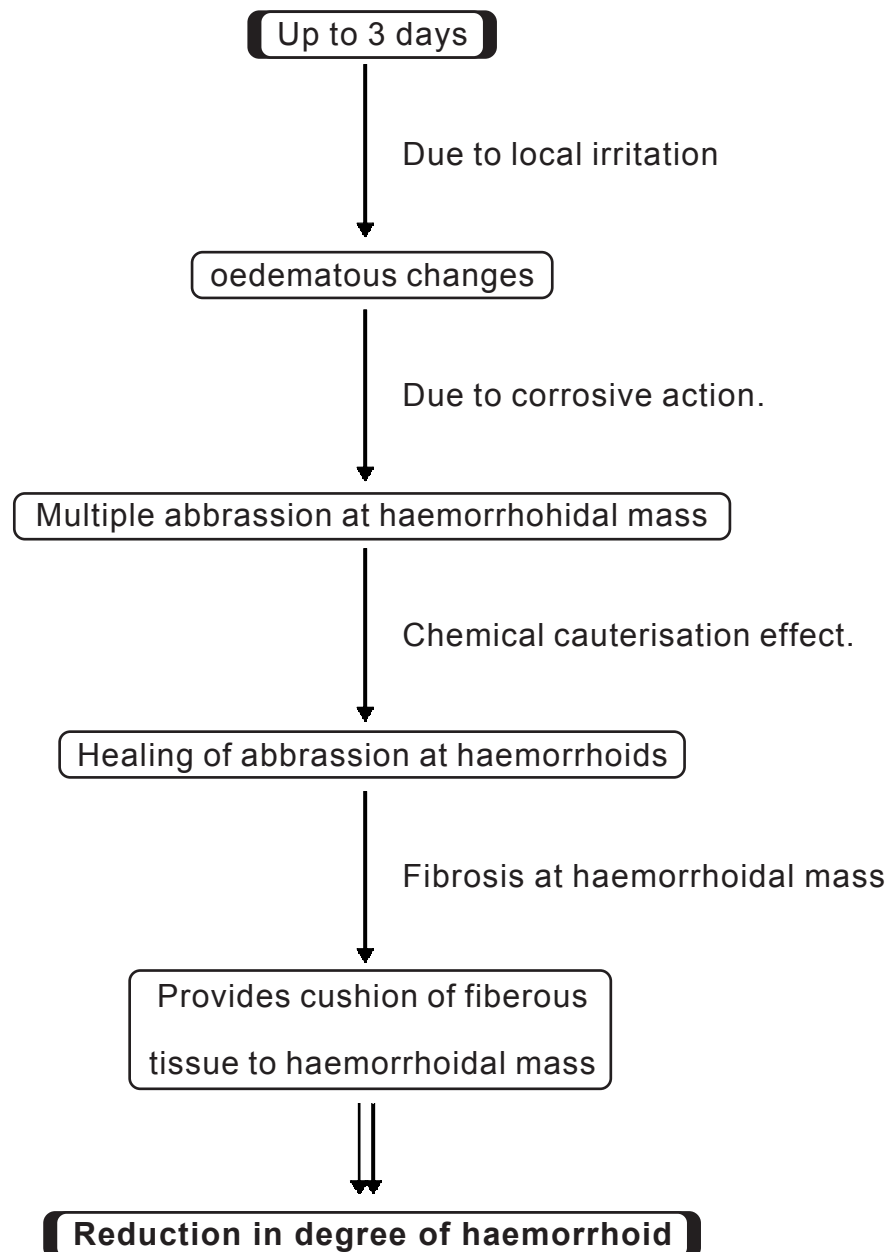 Up to 3 days
Due to local irritation
oedematous changes
Due to corrosive action.
Multiple abbrassion at haemorrhohidal mass
Chemical cauterisation effect.
Healing of abbrassion at haemorrhoids
Fibrosis at haemorrhoidal mass
Provides cushion of fiberous
tissue to haemorrhoidal mass
Reduction in degree of haemorrhoid